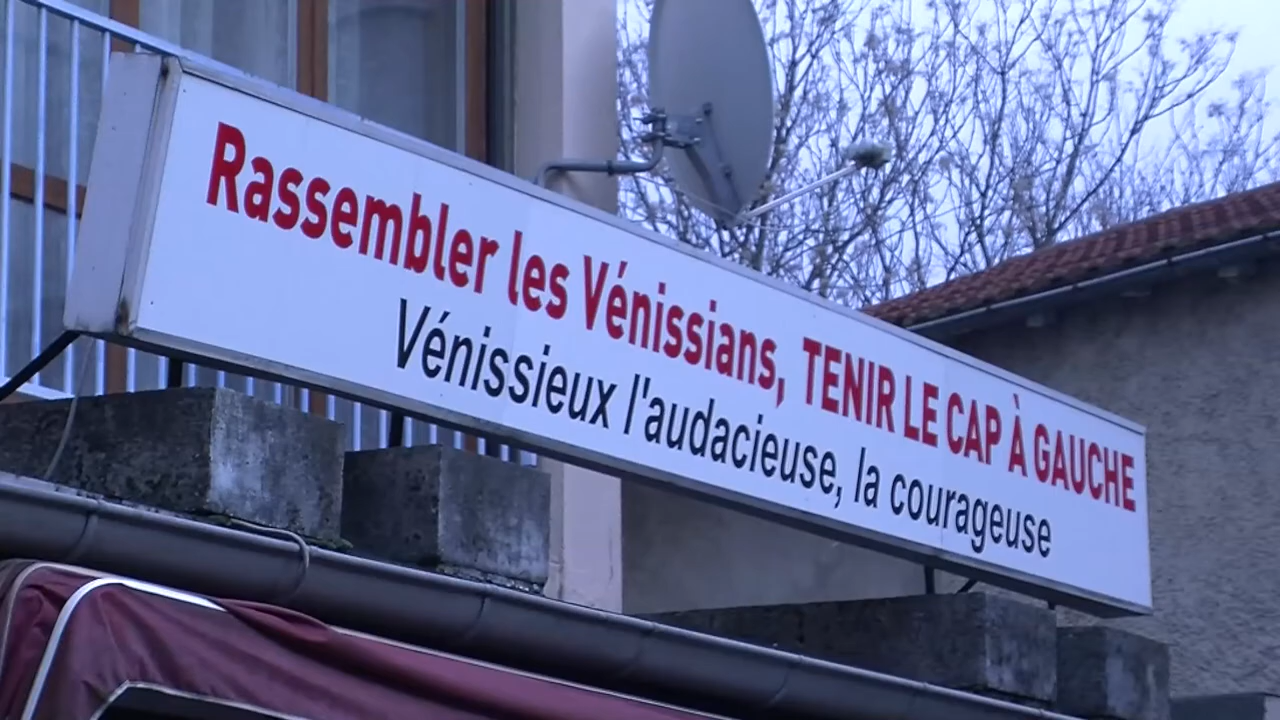 Rassembler les Vénissians, TENIR LE CAP À GAUCHE
Vénissieux l'audacieuse, la courageuse